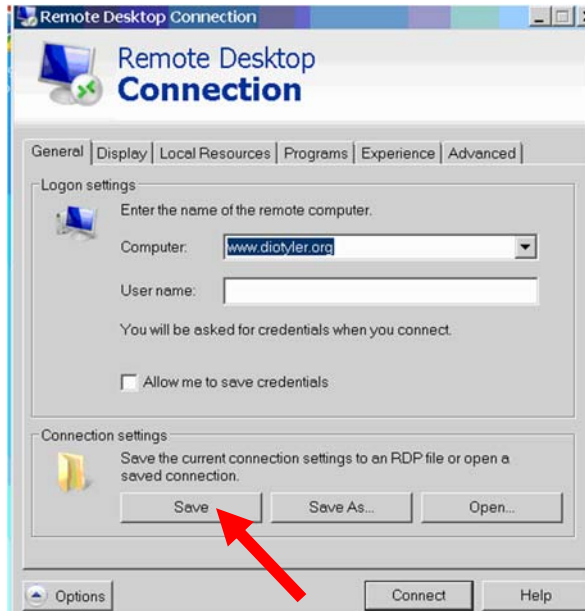 Remote Desktop Connection
Remote Desktop
Connection
General Display Local Resources Programs Experience Advanced
Logon settings
Enter the name of the remote computer.
Computer: www.diotyler.org
User name:
You will be asked for credentials when you connect.
Allow me to save credentials
Connection settings
Save the current connection settings to an RDP file or open a
saved connection.
Save Save As... Open...
Options Connect Help